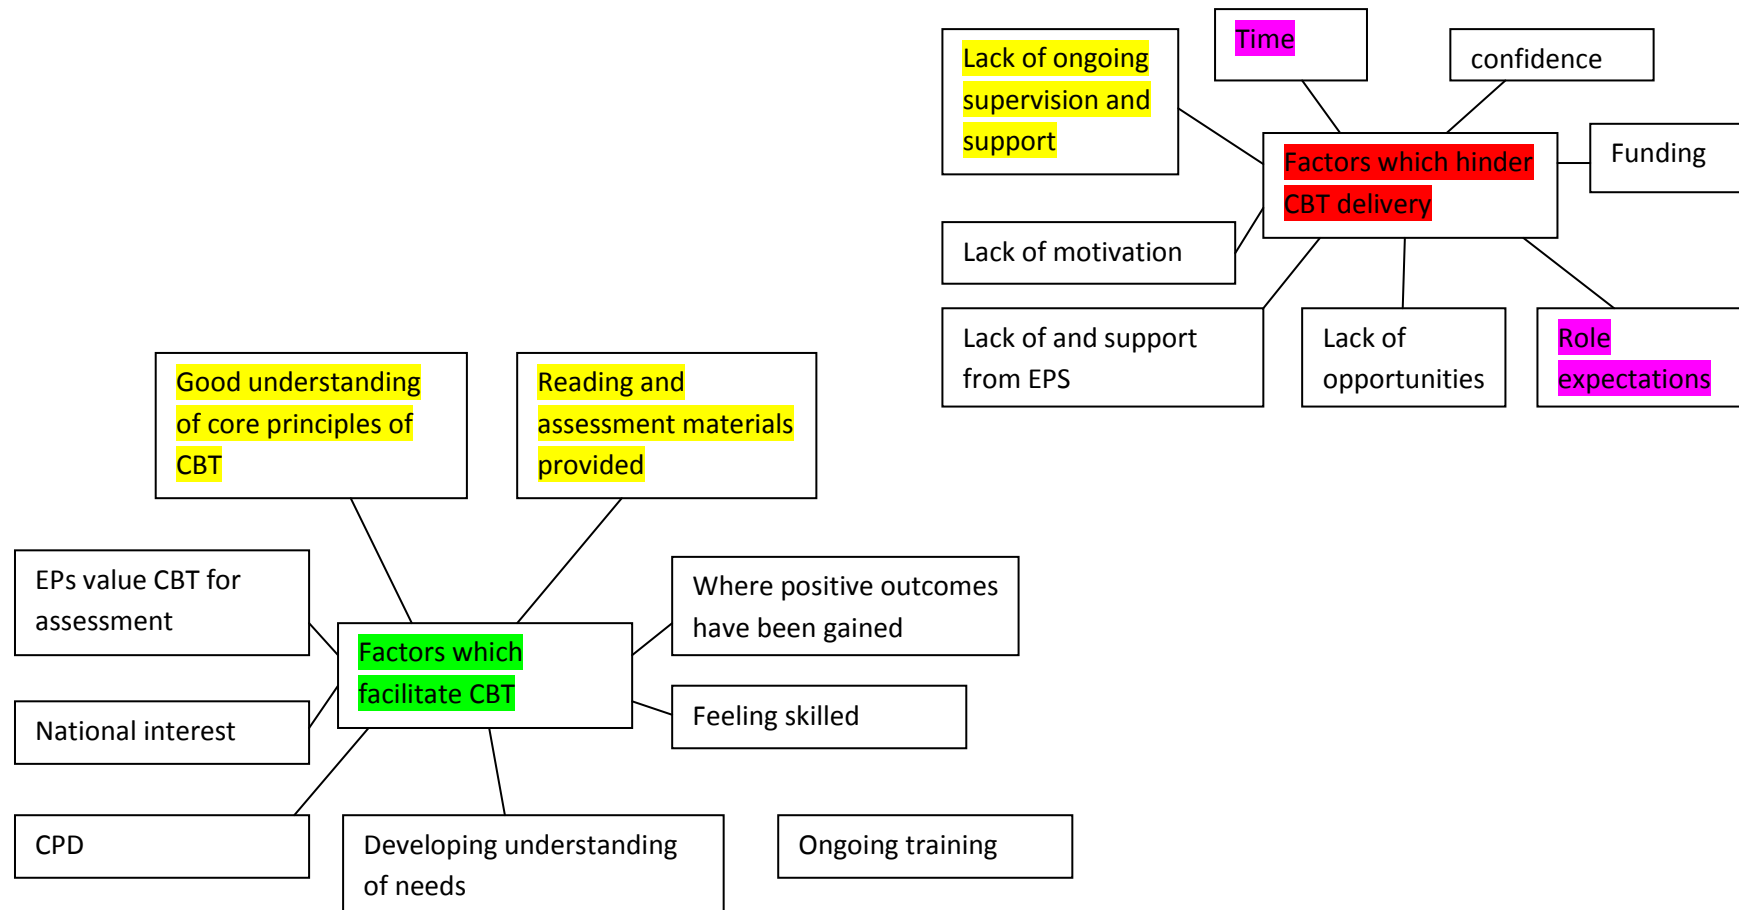 Time
confidence
Lack of ongoing
supervision and
support
Factors which hinder
CBT delivery
Funding
Lack of motivation
Lack of and support
from EPS
Lack of
opportunities
Role
expectations
Good understanding
of core principles of
CBT
Reading and
assessment materials
provided
EPs value CBT for
assessment
Where positive outcomes
have been gained
Factors which
facilitate CBT
National interest
Feeling skilled
CPD
Developing understanding
of needs
Ongoing training